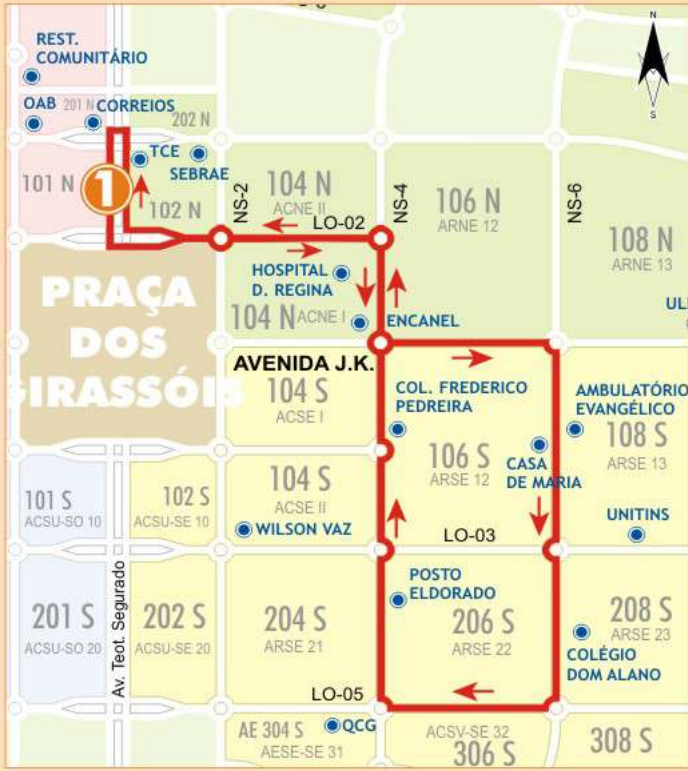 N
S
REST.
COMUNITÁRIO
OAB
201 N
CORREIOS
202 N
TCE
SEBRAE
101 N
1
102 N
NS-2
104 N
ACNE II
LO-02
NS-4
106 N
ARNE 12
NS-6
108 N
ARNE 13
PRAÇA
DOS
GIRASSÓIS
HOSPITAL
D. REGINA
104 N
ACNE I
ENCANEL
AVENIDA J.K.
104 S
ACSE I
COL. FREDERICO
PEDREIRA
AMBULATÓRIO
EVANGÉLICO
106 S
ARSE 12
CASA
DE MARIA
108 S
ARSE 13
101 S
ACSU-SO 10
102 S
ACSU-SE 10
104 S
ACSE II
WILSON VAZ
UNITINS
LO-03
Av. Teot. Segurado
201 S
ACSU-SO 20
202 S
ACSU-SE 20
204 S
ARSE 21
POSTO
ELDORADO
206 S
ARSE 22
208 S
ARSE 23
COLÉGIO
DOM ALANO
LO-05
AE 304 S
AESE-SE 31
QCG
ACSV-SE 32
306 S
308 S